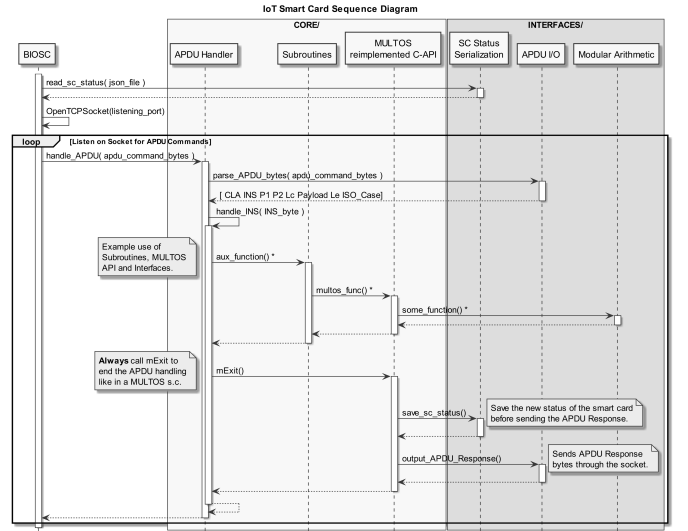 IoT Smart Card Sequence Diagram
CORE/
INTERFACES/
BIOSC
APDU Handler
Subroutines
MULTOS
reimplemented C-API
SC Status
Serialization
APDU I/O
Modular Arithmetic
read_sc_status( json_file )
OpenTCPSocket(listening_port)
loop
[Listen on Socket for APDU Commands]
handle_APDU( apdu_command_bytes )
parse_APDU_bytes( apdu_command_bytes )
[ CLA INS P1 P2 Lc Payload Le ISO_Case]
handle_INS( INS_byte )
Example use of
Subroutines, MULTOS
API and Interfaces.
aux_function() *
multos_func() *
some_function() *
Always call mExit to
end the APDU handling
like in a MULTOS s.c.
mExit()
save_sc_status()
Save the new status of the smart card
before sending the APDU Response.
output_APDU_Response()
Sends APDU Response
bytes through the socket.